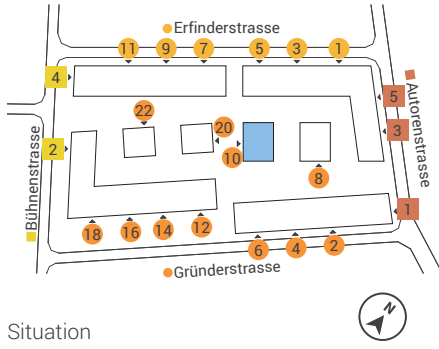 Erfinderstrasse
11 9 7 5 3 1
4
5
22
20
3
2
10
8
Autorenstrasse
Bühnenstrasse
1
18 16 14 12
6 4 2
Gründerstrasse
N
Situation